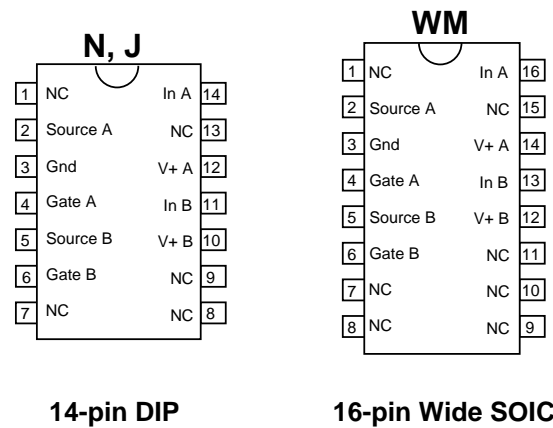 N, J
1 NC In A 14
2 Source A NC 13
3 Gnd V+ A 12
4 Gate A In B 11
5 Source B V+ B 10
6 Gate B NC 9
7 NC NC 8
14-pin DIP
WM
1 NC In A 16
2 Source A NC 15
3 Gnd V+ A 14
4 Gate A In B 13
5 Source B V+ B 12
6 Gate B NC 11
7 NC NC 10
8 NC NC 9
16-pin Wide SOIC